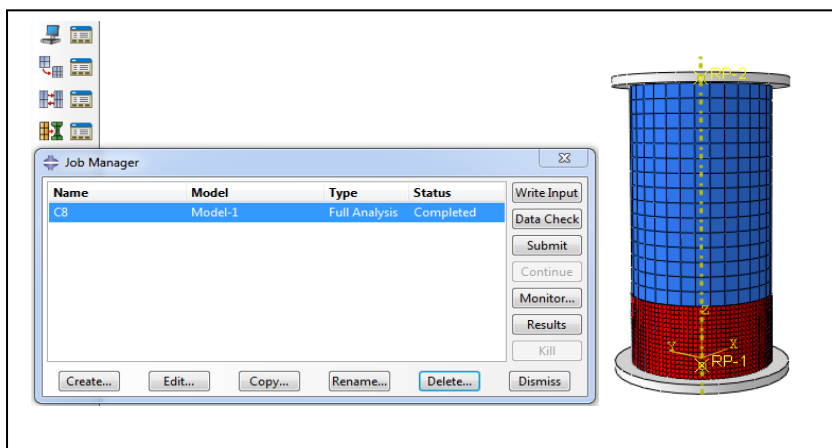 Job Manager
Name Model Type Status
C8 Model-1 Full Analysis Completed
Write Input
Data Check
Submit
Continue
Monitor...
Results
Kill
Create... Edit... Copy... Rename... Delete... Dismiss
RP-2
Z
Y X
RP-1